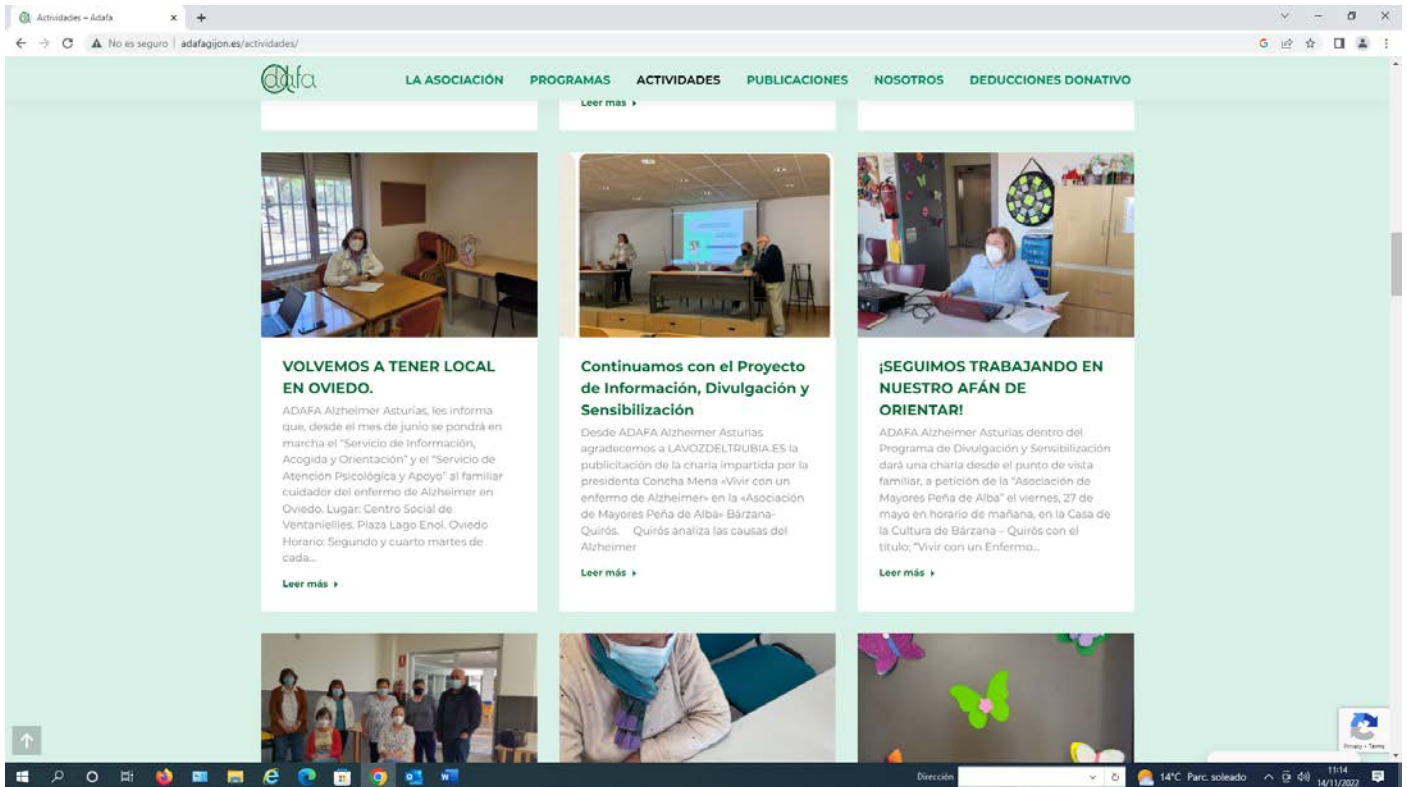 Actividades – Adafa
No es seguro
adafagijon.es/actividades/
adafa
LA ASOCIACIÓN
PROGRAMAS
ACTIVIDADES
PUBLICACIONES
NOSOTROS
DEDUCCIONES DONATIVO
Leer más
VOLVEMOS A TENER LOCAL
EN OVIEDO.
ADAFA Alzheimer Asturias, les informa
que, desde el mes de junio se pondrá en
marcha el "Servicio de Información,
Acogida y Orientación" y el "Servicio de
Atención Psicológica y Apoyo" al familiar
cuidador del enfermo de Alzheimer en
Oviedo. Lugar: Centro Social de
Ventanielles. Plaza Lago Enol. Oviedo
Horario: Segundo y cuarto martes de
cada...
Leer más
Continuamos con el Proyecto
de Información, Divulgación y
Sensibilización
Desde ADAFA Alzheimer Asturias
agradecemos a LAVOZDELTRUBIA.ES la
publicitación de la charla impartida por la
presidenta Concha Mena «Vivir con un
enfermo de Alzheimer» en la «Asociación
de Mayores Peña de Alba» Bárzana-
Quirós. Quirós analiza las causas del
Alzheimer
Leer más
¡SEGUIMOS TRABAJANDO EN
NUESTRO AFÁN DE
ORIENTAR!
ADAFA Alzheimer Asturias dentro del
Programa de Divulgación y Sensibilización
dará una charla desde el punto de vista
familiar, a petición de la "Asociación de
Mayores Peña de Alba" el viernes, 27 de
mayo en horario de mañana, en la Casa de
la Cultura de Bárzana – Quirós con el
título; "Vivir con un Enfermo...
Leer más
Privacy - Terms
Dirección
14°C Parc. soleado
11:14
14/11/2022